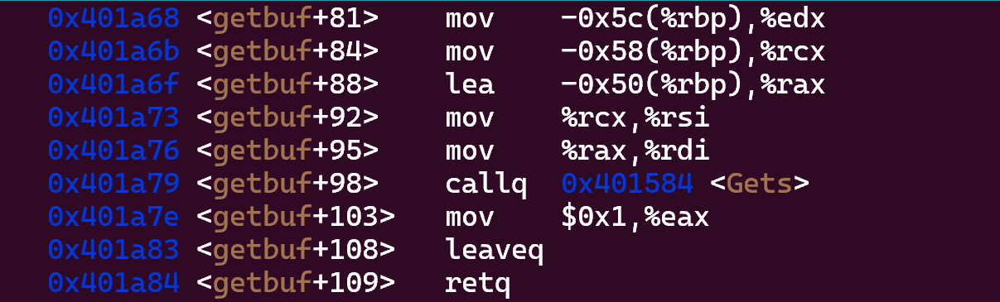 0x401a68 <getbuf+81>    mov    -0x5c(%rbp),%edx
0x401a6b <getbuf+84>    mov    -0x58(%rbp),%rcx
0x401a6f <getbuf+88>    lea    -0x50(%rbp),%rax
0x401a73 <getbuf+92>    mov    %rcx,%rsi
0x401a76 <getbuf+95>    mov    %rax,%rdi
0x401a79 <getbuf+98>    callq  0x401584 <Gets>
0x401a7e <getbuf+103>   mov    $0x1,%eax
0x401a83 <getbuf+108>   leaveq
0x401a84 <getbuf+109>   retq